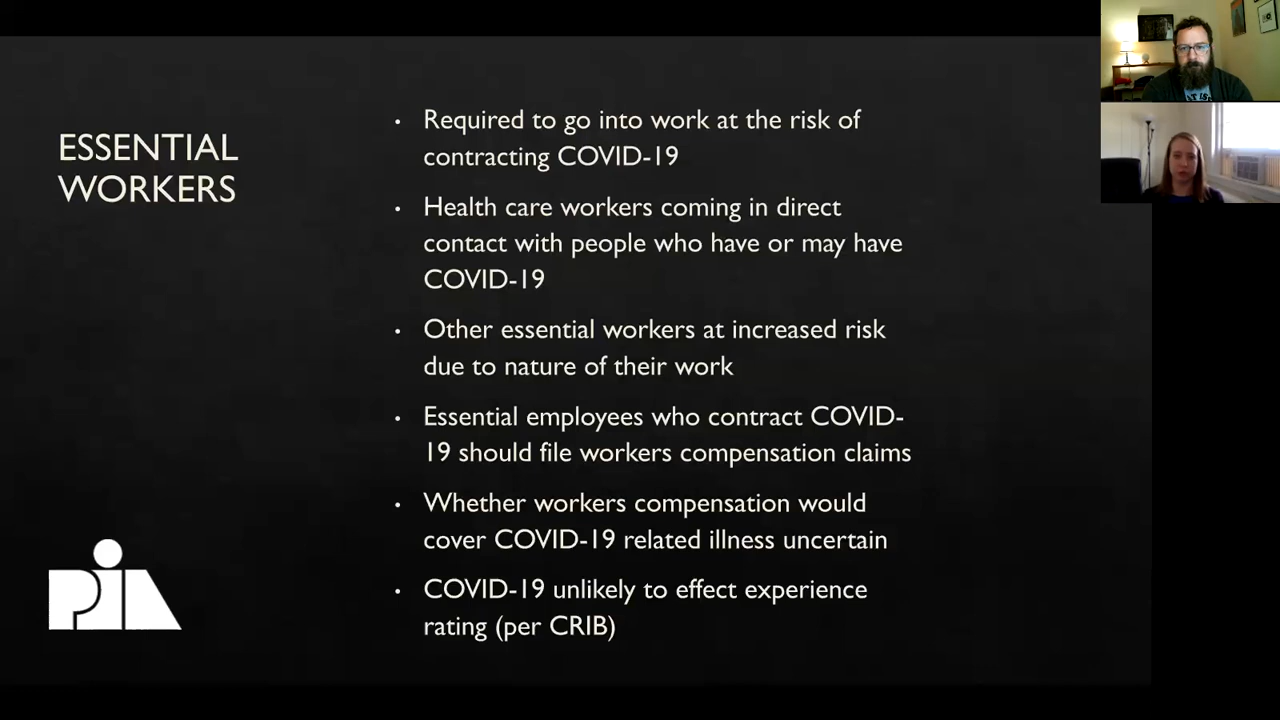 ESSENTIAL
WORKERS
• Required to go into work at the risk of
contracting COVID-19
• Health care workers coming in direct
contact with people who have or may have
COVID-19
• Other essential workers at increased risk
due to nature of their work
• Essential employees who contract COVID-
19 should file workers compensation claims
• Whether workers compensation would
cover COVID-19 related illness uncertain
• COVID-19 unlikely to effect experience
rating (per CRIB)
PIA